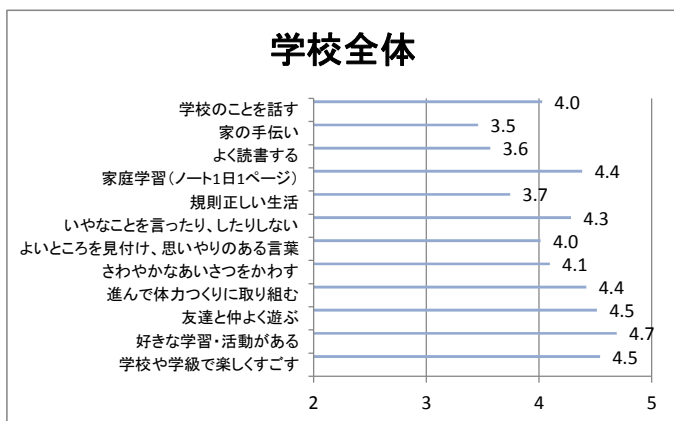 学校全体
学校のことを話す 4.0
家の手伝い 3.5
よく読書する 3.6
家庭学習（ノート1日1ページ） 4.4
規則正しい生活 3.7
いやなことを言ったり、したりしない 4.3
よいところを見付け、思いやりのある言葉 4.0
さわやかなあいさつをかわす 4.1
進んで体力つくりに取り組む 4.4
友達と仲よく遊ぶ 4.5
好きな学習・活動がある 4.7
学校や学級で楽しくすごす 4.5
2 3 4 5